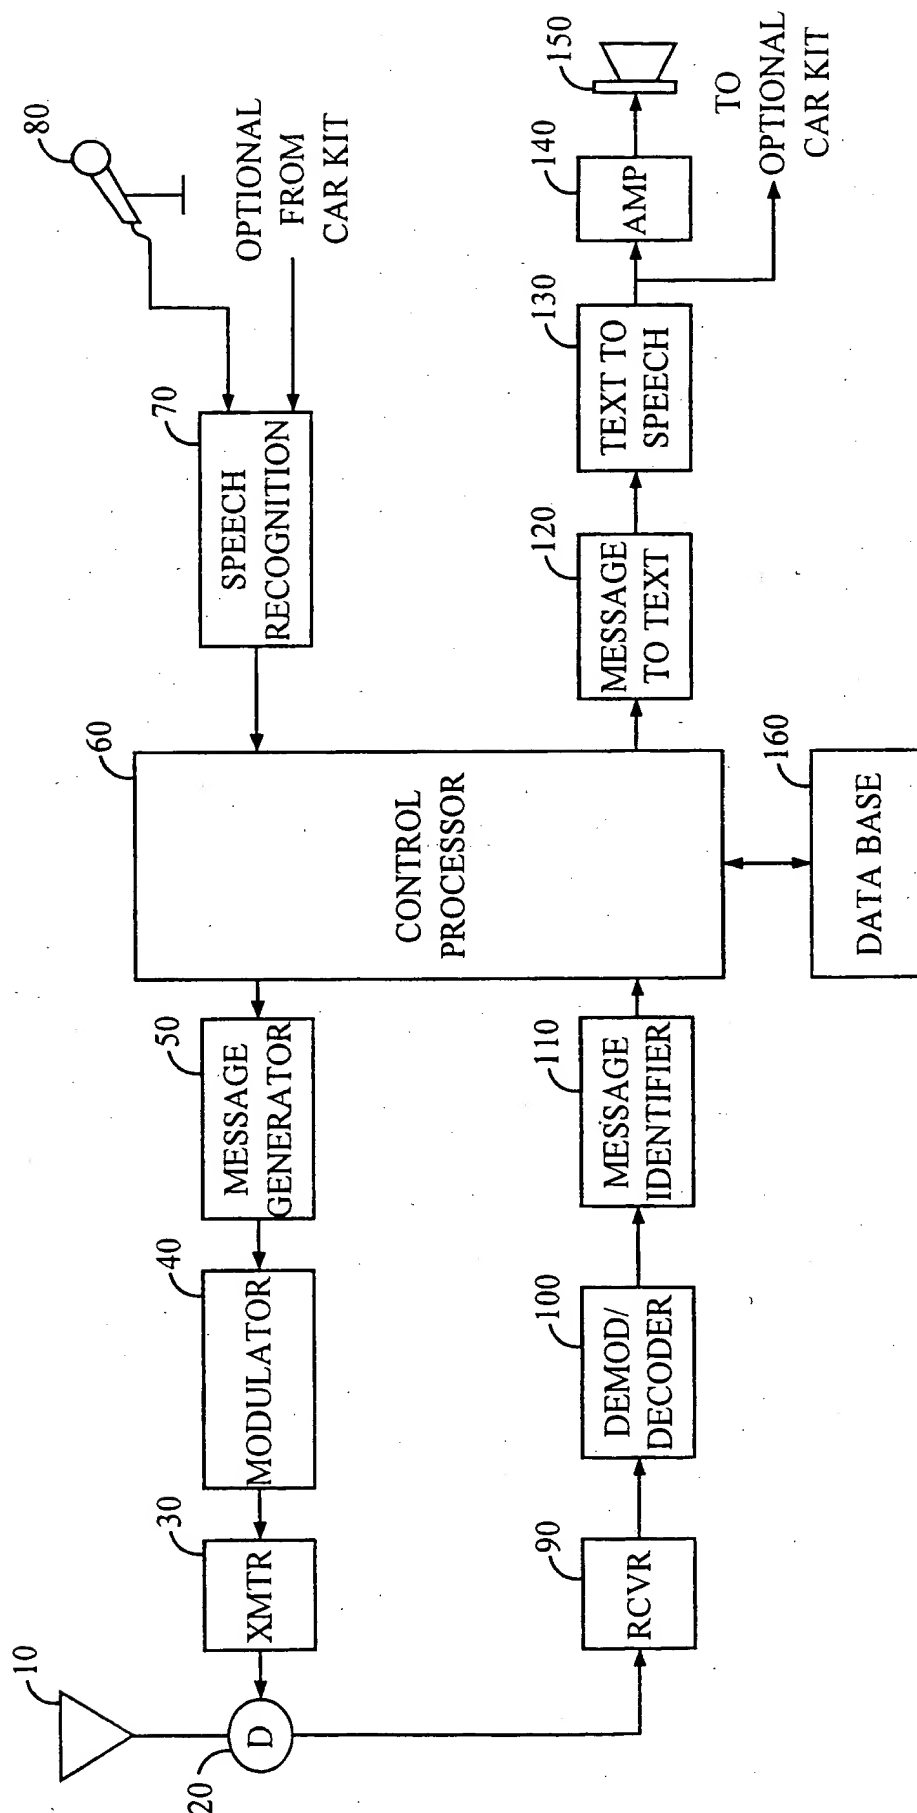 10
20
D
30
XMTR
40
MODULATOR
50
MESSAGE
GENERATOR
60
CONTROL
PROCESSOR
70
SPEECH
RECOGNITION
80
OPTIONAL
FROM
CAR KIT
90
RCVR
100
DEMOD/
DECODER
110
MESSAGE
IDENTIFIER
120
MESSAGE
TO TEXT
130
TEXT TO
SPEECH
140
AMP
150
TO
OPTIONAL
CAR KIT
160
DATA BASE